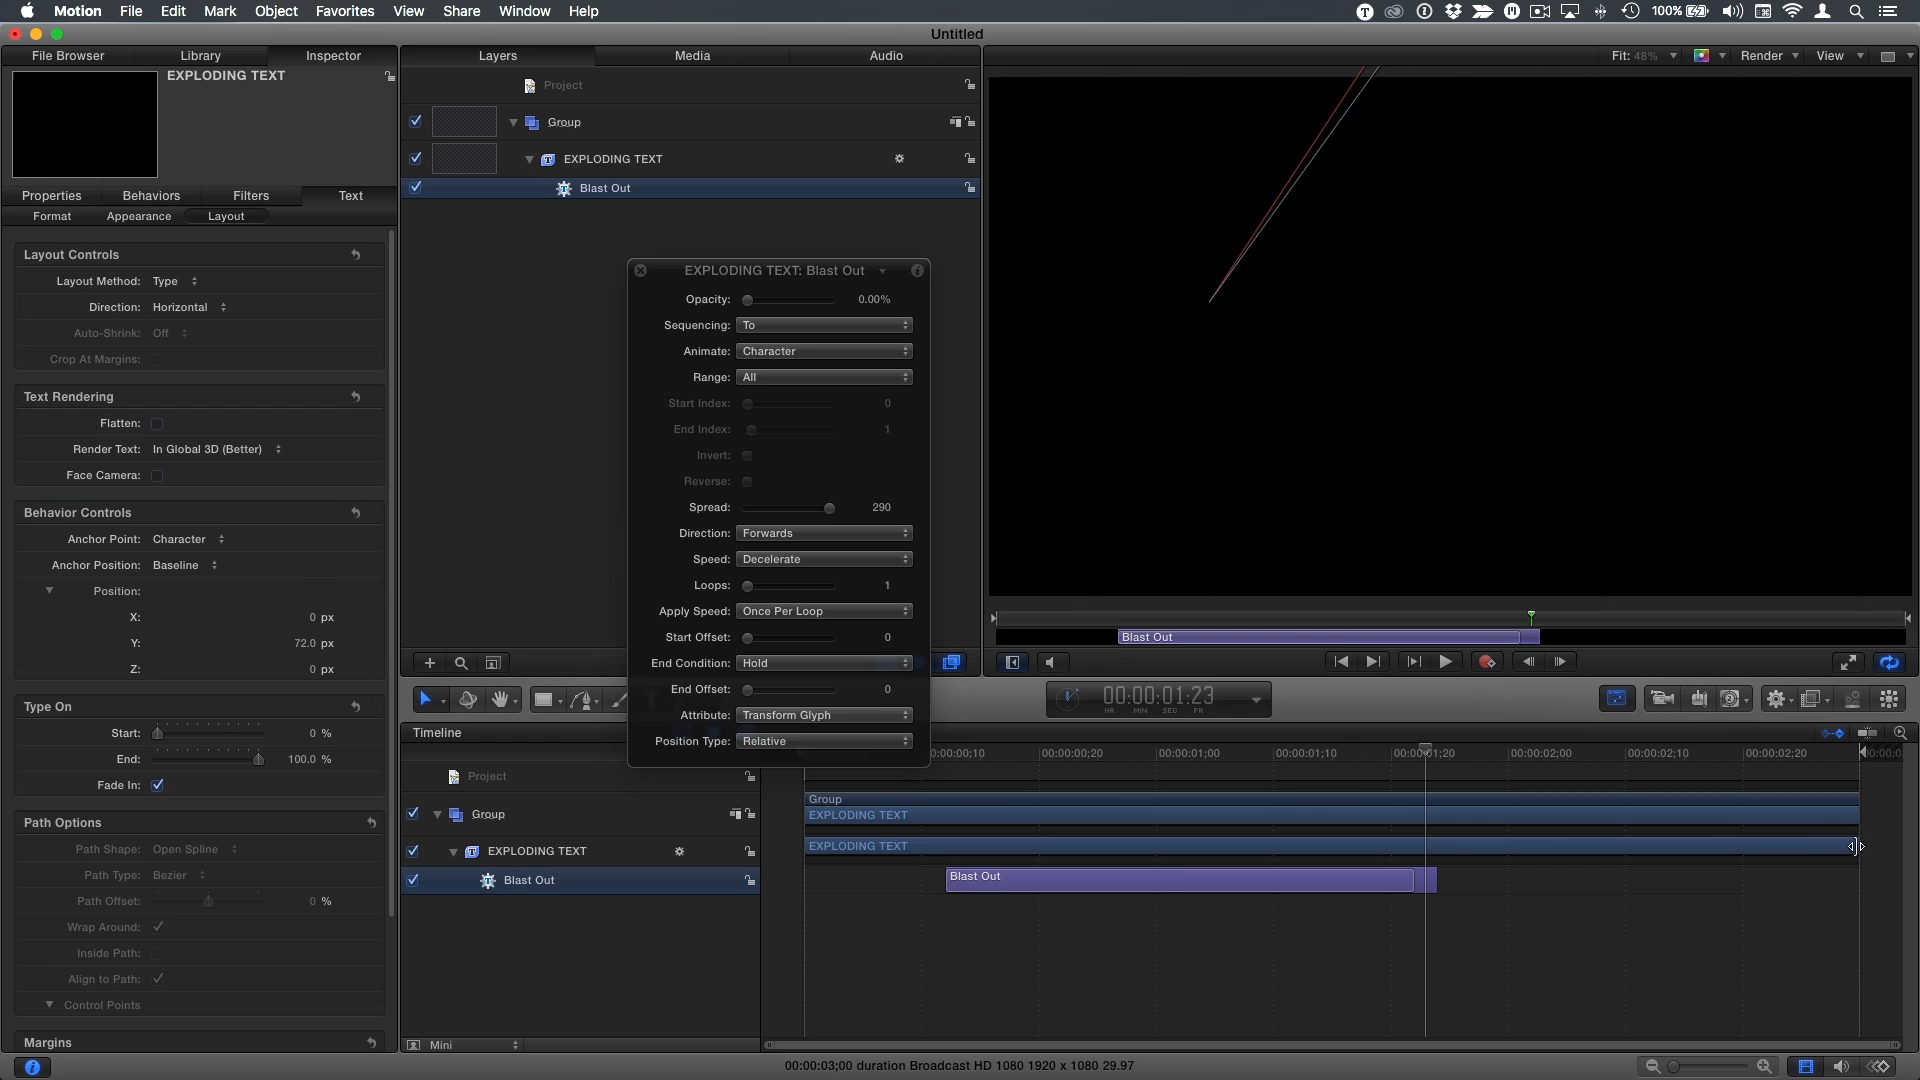 Motion File Edit Mark Object Favorites View Share Window Help 100%
Untitled
File Browser Library Inspector Layers Media Audio Fit: 48% Render View
EXPLODING TEXT
Project
Group
EXPLODING TEXT
Blast Out
Properties Behaviors Filters Text
Format Appearance Layout
Layout Controls
Layout Method: Type
Direction: Horizontal
Auto-Shrink: Off
Crop At Margins:
Text Rendering
Flatten:
Render Text: In Global 3D (Better)
Face Camera:
Behavior Controls
Anchor Point: Character
Anchor Position: Baseline
Position:
X: 0 px
Y: 72.0 px
Z: 0 px
Type On
Start: 0 %
End: 100.0 %
Fade In:
Path Options
Path Shape: Open Spline
Path Type: Bezier
Path Offset: 0 %
Wrap Around:
Inside Path:
Align to Path:
Control Points
Margins
EXPLODING TEXT: Blast Out
Opacity: 0.00%
Sequencing: To
Animate: Character
Range: All
Start Index: 0
End Index: 1
Invert:
Reverse:
Spread: 290
Direction: Forwards
Speed: Decelerate
Loops: 1
Apply Speed: Once Per Loop
Start Offset: 0
End Condition: Hold
End Offset: 0
Attribute: Transform Glyph
Position Type: Relative
Blast Out
00:00:01:23
HR MIN SEC FR
Timeline
00:00:00;10 00:00:00;20 00:00:01;00 00:00:01;10 00:00:01;20 00:00:02;00 00:00:02;10 00:00:02;20
Project
Group
EXPLODING TEXT
Blast Out
Group
EXPLODING TEXT
EXPLODING TEXT
Blast Out
Mini
00:00:03;00 duration Broadcast HD 1080 1920 x 1080 29.97